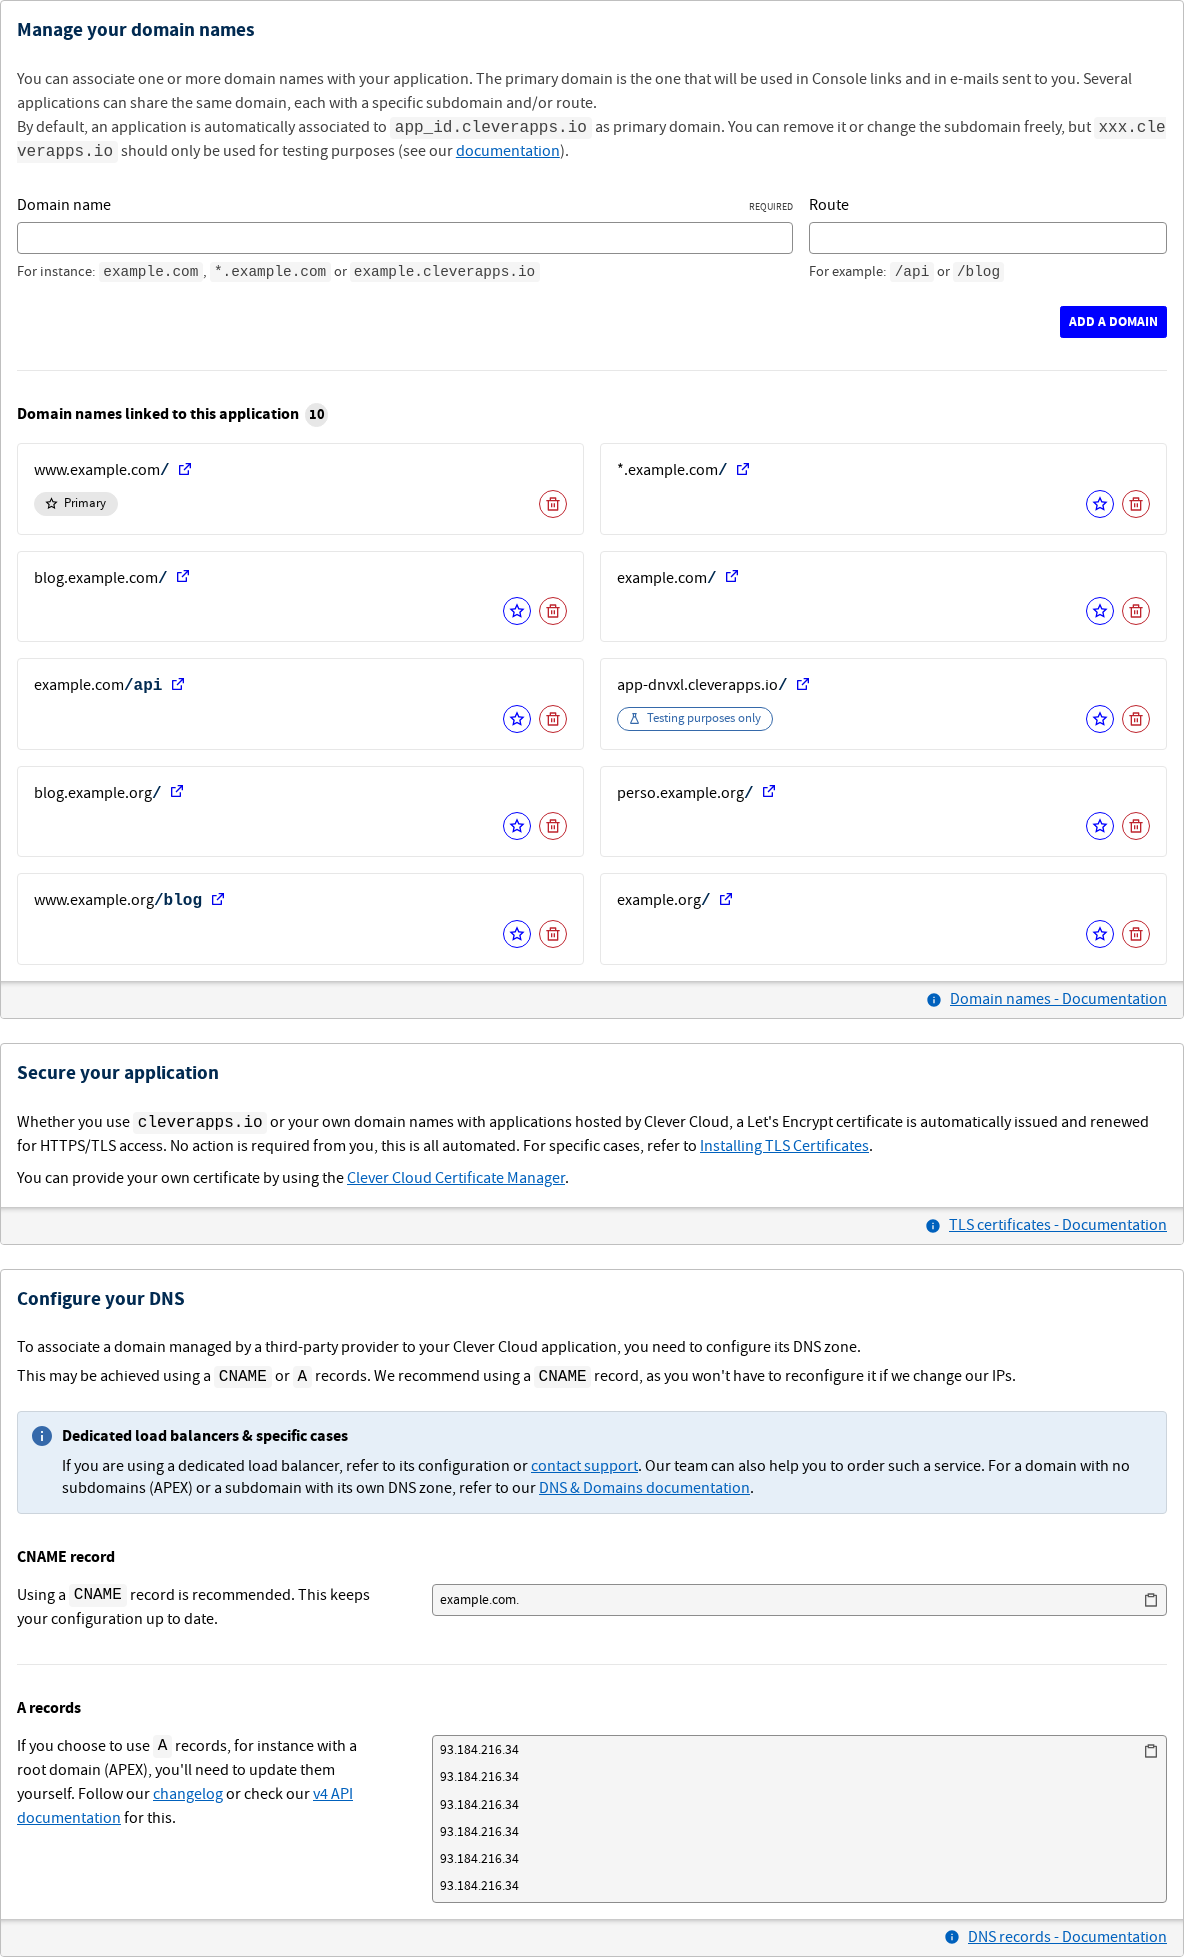 Manage your domain names
You can associate one or more domain names with your application. The primary domain is the one that will be used in Console links and in e-mails sent to you. Several
applications can share the same domain, each with a specific subdomain and/or route.
By default, an application is automatically associated to app_id.cleverapps.io as primary domain. You can remove it or change the subdomain freely, but xxx.cle
verapps.io should only be used for testing purposes (see our documentation).
Domain name REQUIRED Route
For instance: example.com, *.example.com or example.cleverapps.io For example: /api or /blog
ADD A DOMAIN
Domain names linked to this application 10
www.example.com/
Primary
*.example.com/
blog.example.com/
example.com/
example.com/api
app-dnvxl.cleverapps.io/
Testing purposes only
blog.example.org/
perso.example.org/
www.example.org/blog
example.org/
Domain names - Documentation
Secure your application
Whether you use cleverapps.io or your own domain names with applications hosted by Clever Cloud, a Let's Encrypt certificate is automatically issued and renewed
for HTTPS/TLS access. No action is required from you, this is all automated. For specific cases, refer to Installing TLS Certificates.
You can provide your own certificate by using the Clever Cloud Certificate Manager.
TLS certificates - Documentation
Configure your DNS
To associate a domain managed by a third-party provider to your Clever Cloud application, you need to configure its DNS zone.
This may be achieved using a CNAME or A records. We recommend using a CNAME record, as you won't have to reconfigure it if we change our IPs.
Dedicated load balancers & specific cases
If you are using a dedicated load balancer, refer to its configuration or contact support. Our team can also help you to order such a service. For a domain with no
subdomains (APEX) or a subdomain with its own DNS zone, refer to our DNS & Domains documentation.
CNAME record
Using a CNAME record is recommended. This keeps
your configuration up to date.
example.com.
A records
If you choose to use A records, for instance with a
root domain (APEX), you'll need to update them
yourself. Follow our changelog or check our v4 API
documentation for this.
93.184.216.34
93.184.216.34
93.184.216.34
93.184.216.34
93.184.216.34
93.184.216.34
DNS records - Documentation